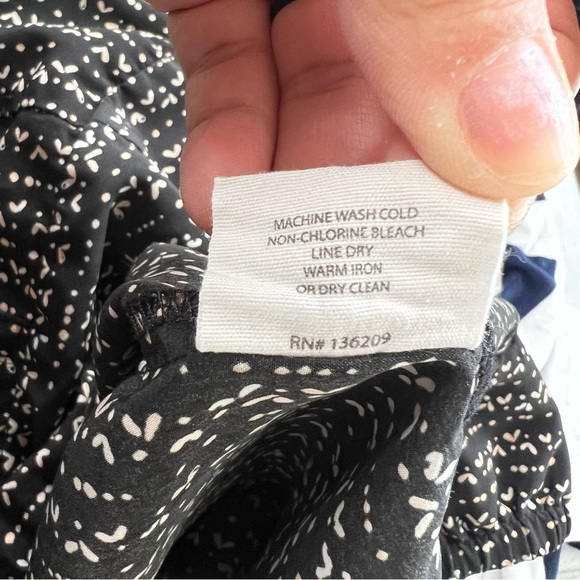 MACHINE WASH COLD
NON-CHLORINE BLEACH
LINE DRY
WARM IRON
OR DRY CLEAN
RN# 136209